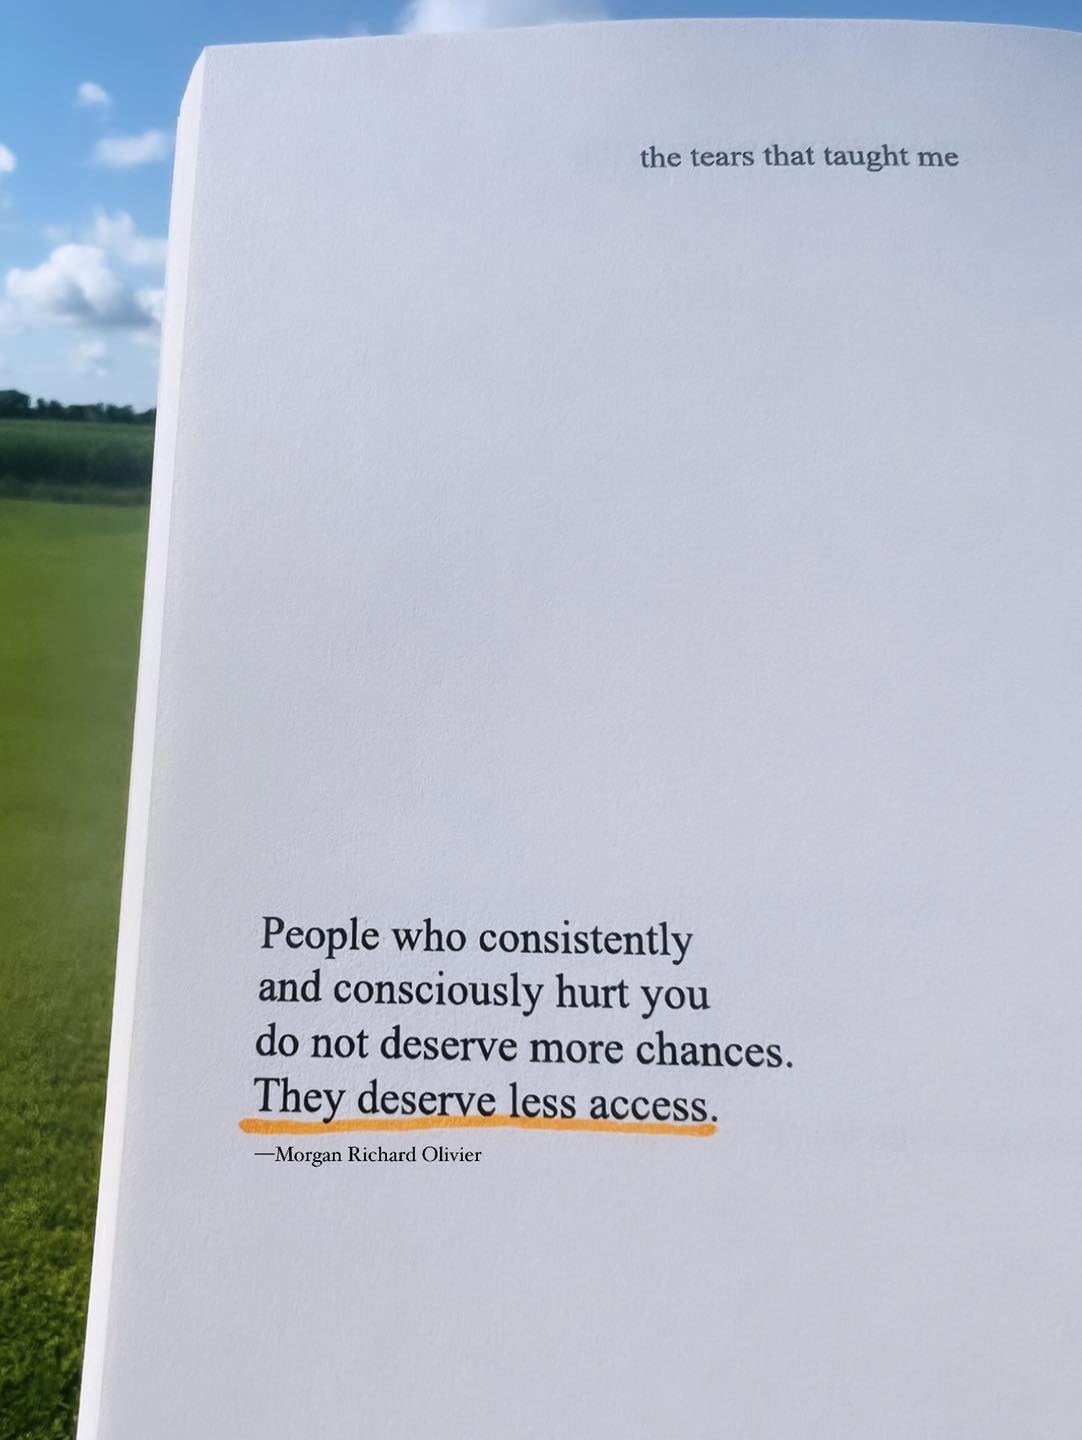 the tears that taught me
People who consistently
and consciously hurt you
do not deserve more chances.
They deserve less access.
—Morgan Richard Olivier